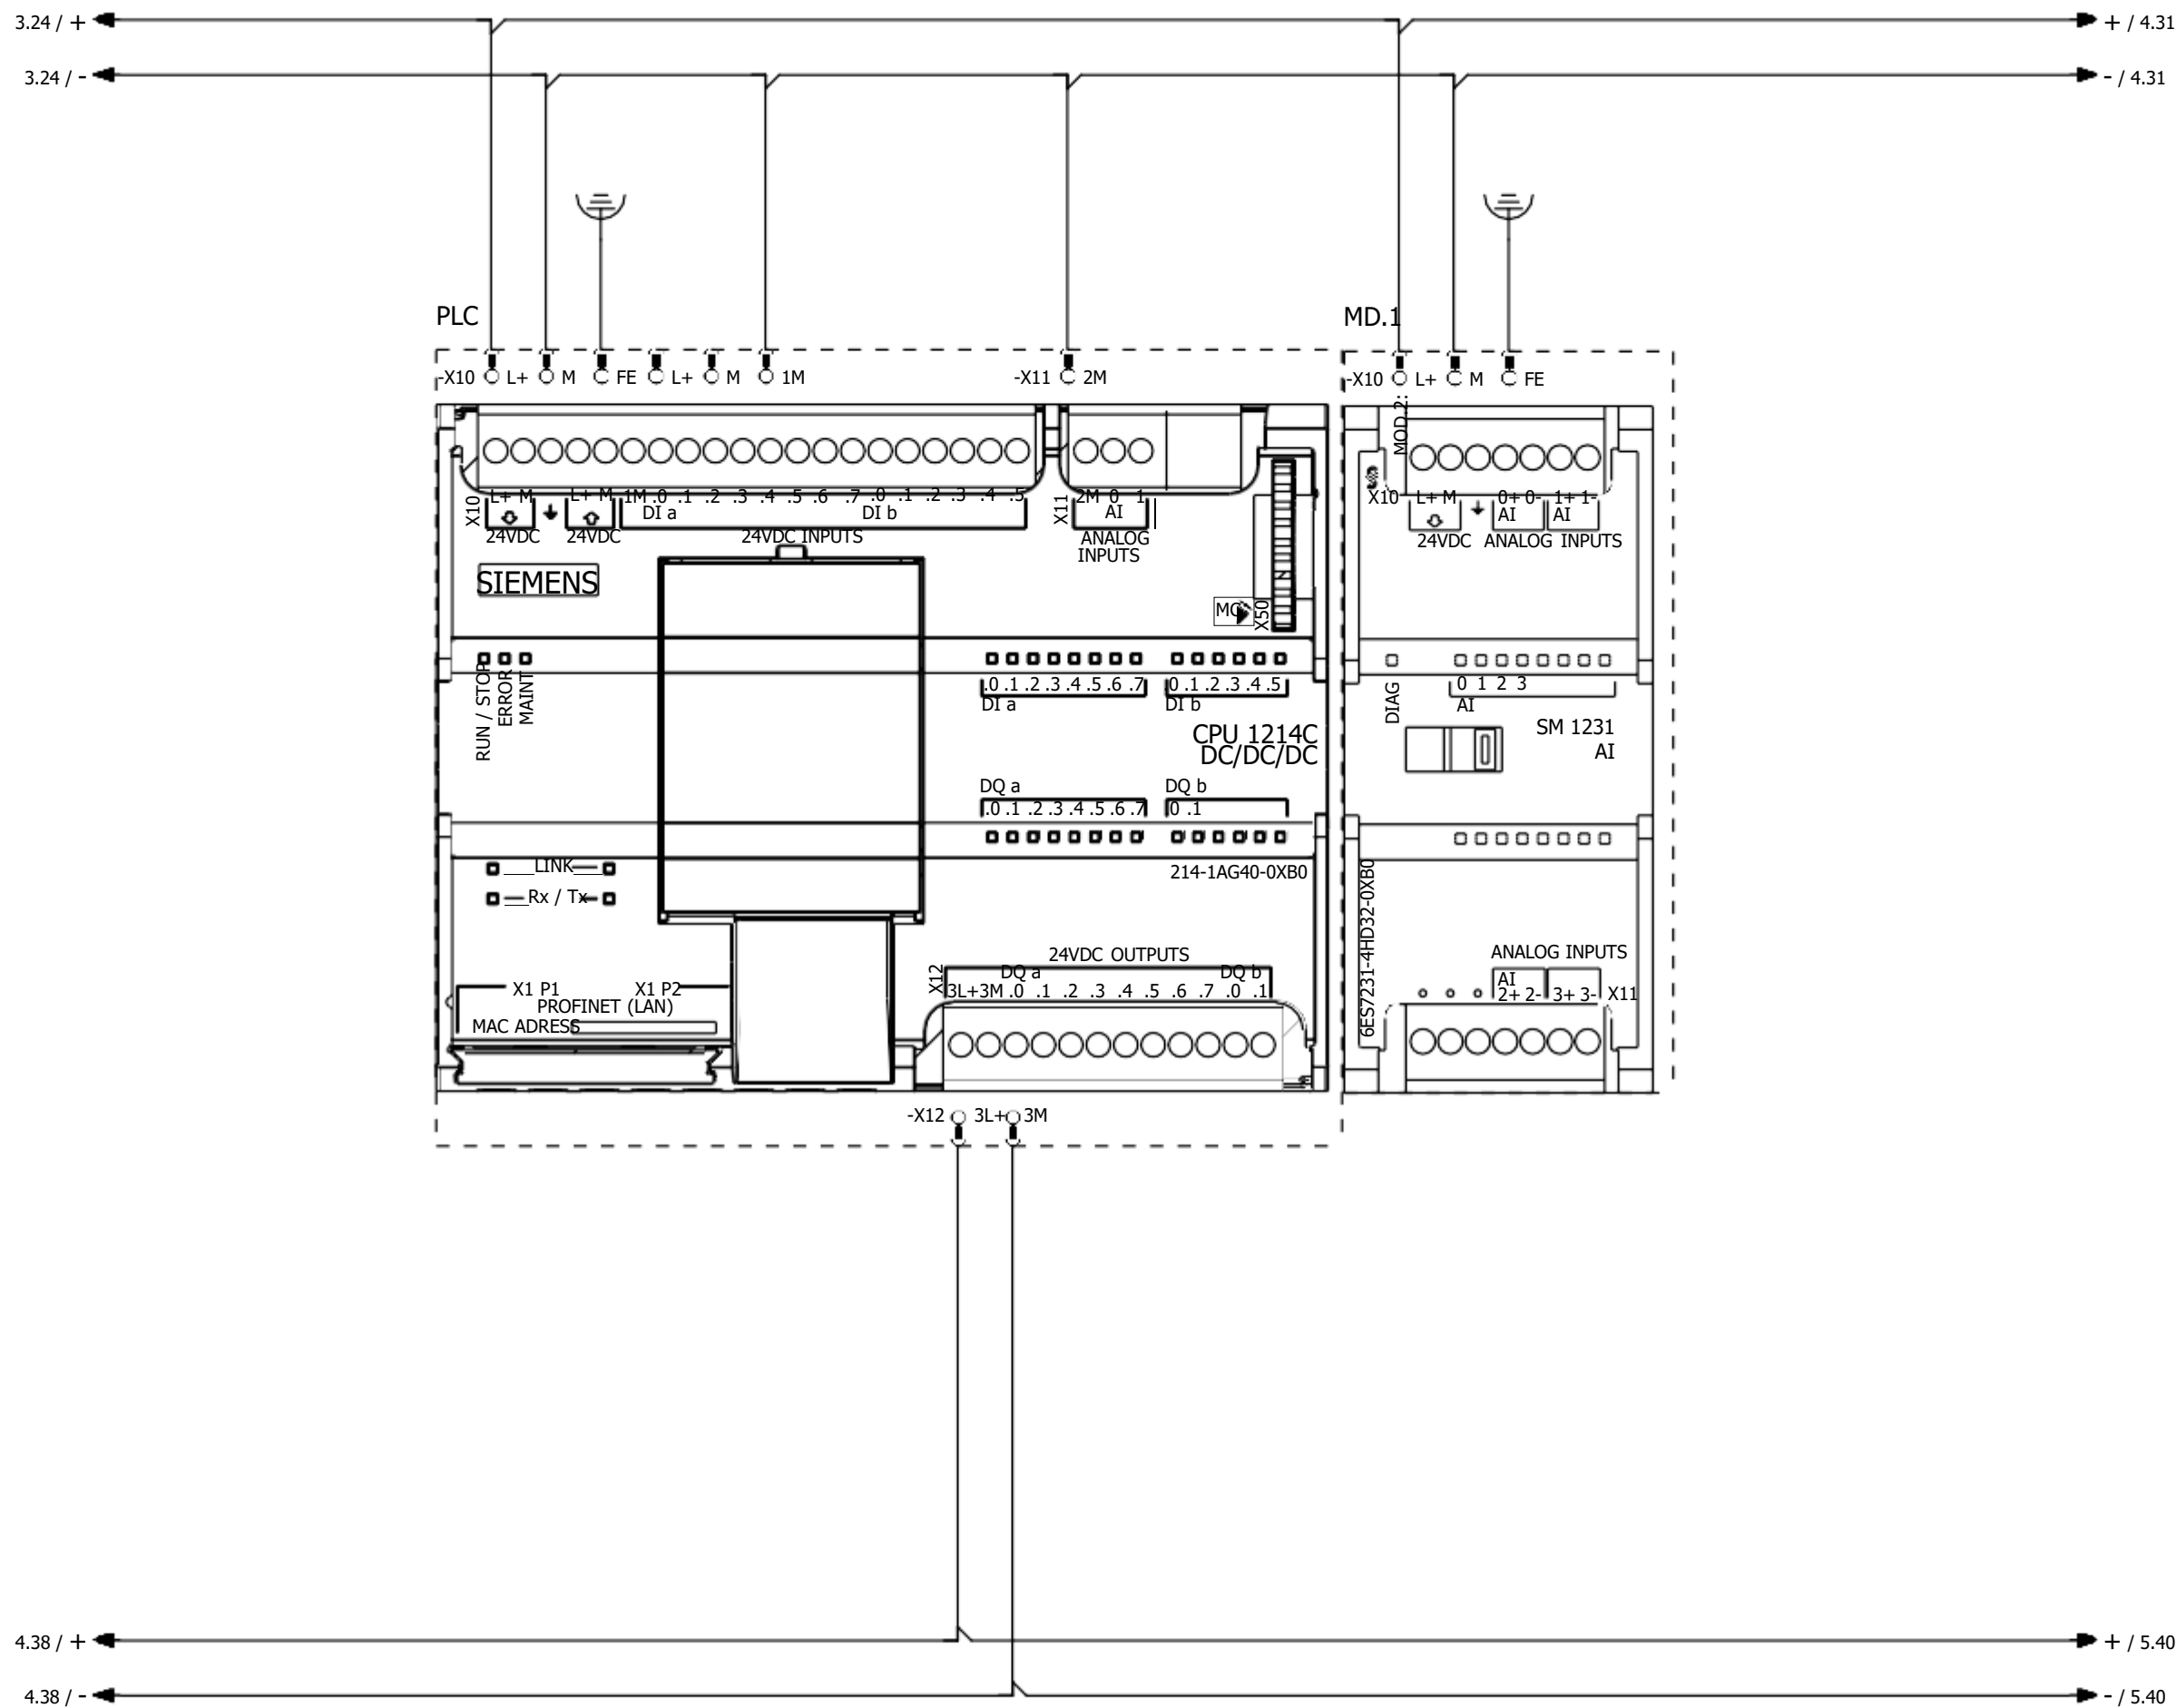 3.24 / + + / 4.31
3.24 / - - / 4.31
PLC MD.1
-X10 L+ M FE L+ M 1M -X11 2M -X10 L+ M FE
MOD.2:
X10 L+ M L+ M 1M .0 .1 .2 .3 .4 .5 .6 .7 .0 .1 .2 .3 .4 .5 X11 2M 0 1 X10 L+ M 0+ 0- 1+ 1-
DI a DI b AI AI AI
24VDC 24VDC 24VDC INPUTS ANALOG INPUTS 24VDC ANALOG INPUTS
SIEMENS
X50
RUN / STOP
ERROR
MAINT
.0 .1 .2 .3 .4 .5 .6 .7 .0 .1 .2 .3 .4 .5 DIAG 0 1 2 3
DI a DI b AI
CPU 1214C
DC/DC/DC
SM 1231
AI
DQ a DQ b
.0 .1 .2 .3 .4 .5 .6 .7 .0 .1
LINK
Rx / Tx
214-1AG40-0XB0
6ES7231-4HD32-0XB0
24VDC OUTPUTS ANALOG INPUTS
X12 DQ a DQ b AI
X1 P1 X1 P2 3L+ 3M .0 .1 .2 .3 .4 .5 .6 .7 .0 .1 2+ 2- 3+ 3- X11
PROFINET (LAN)
MAC ADRESS
-X12 3L+ 3M
4.38 / + + / 5.40
4.38 / - - / 5.40